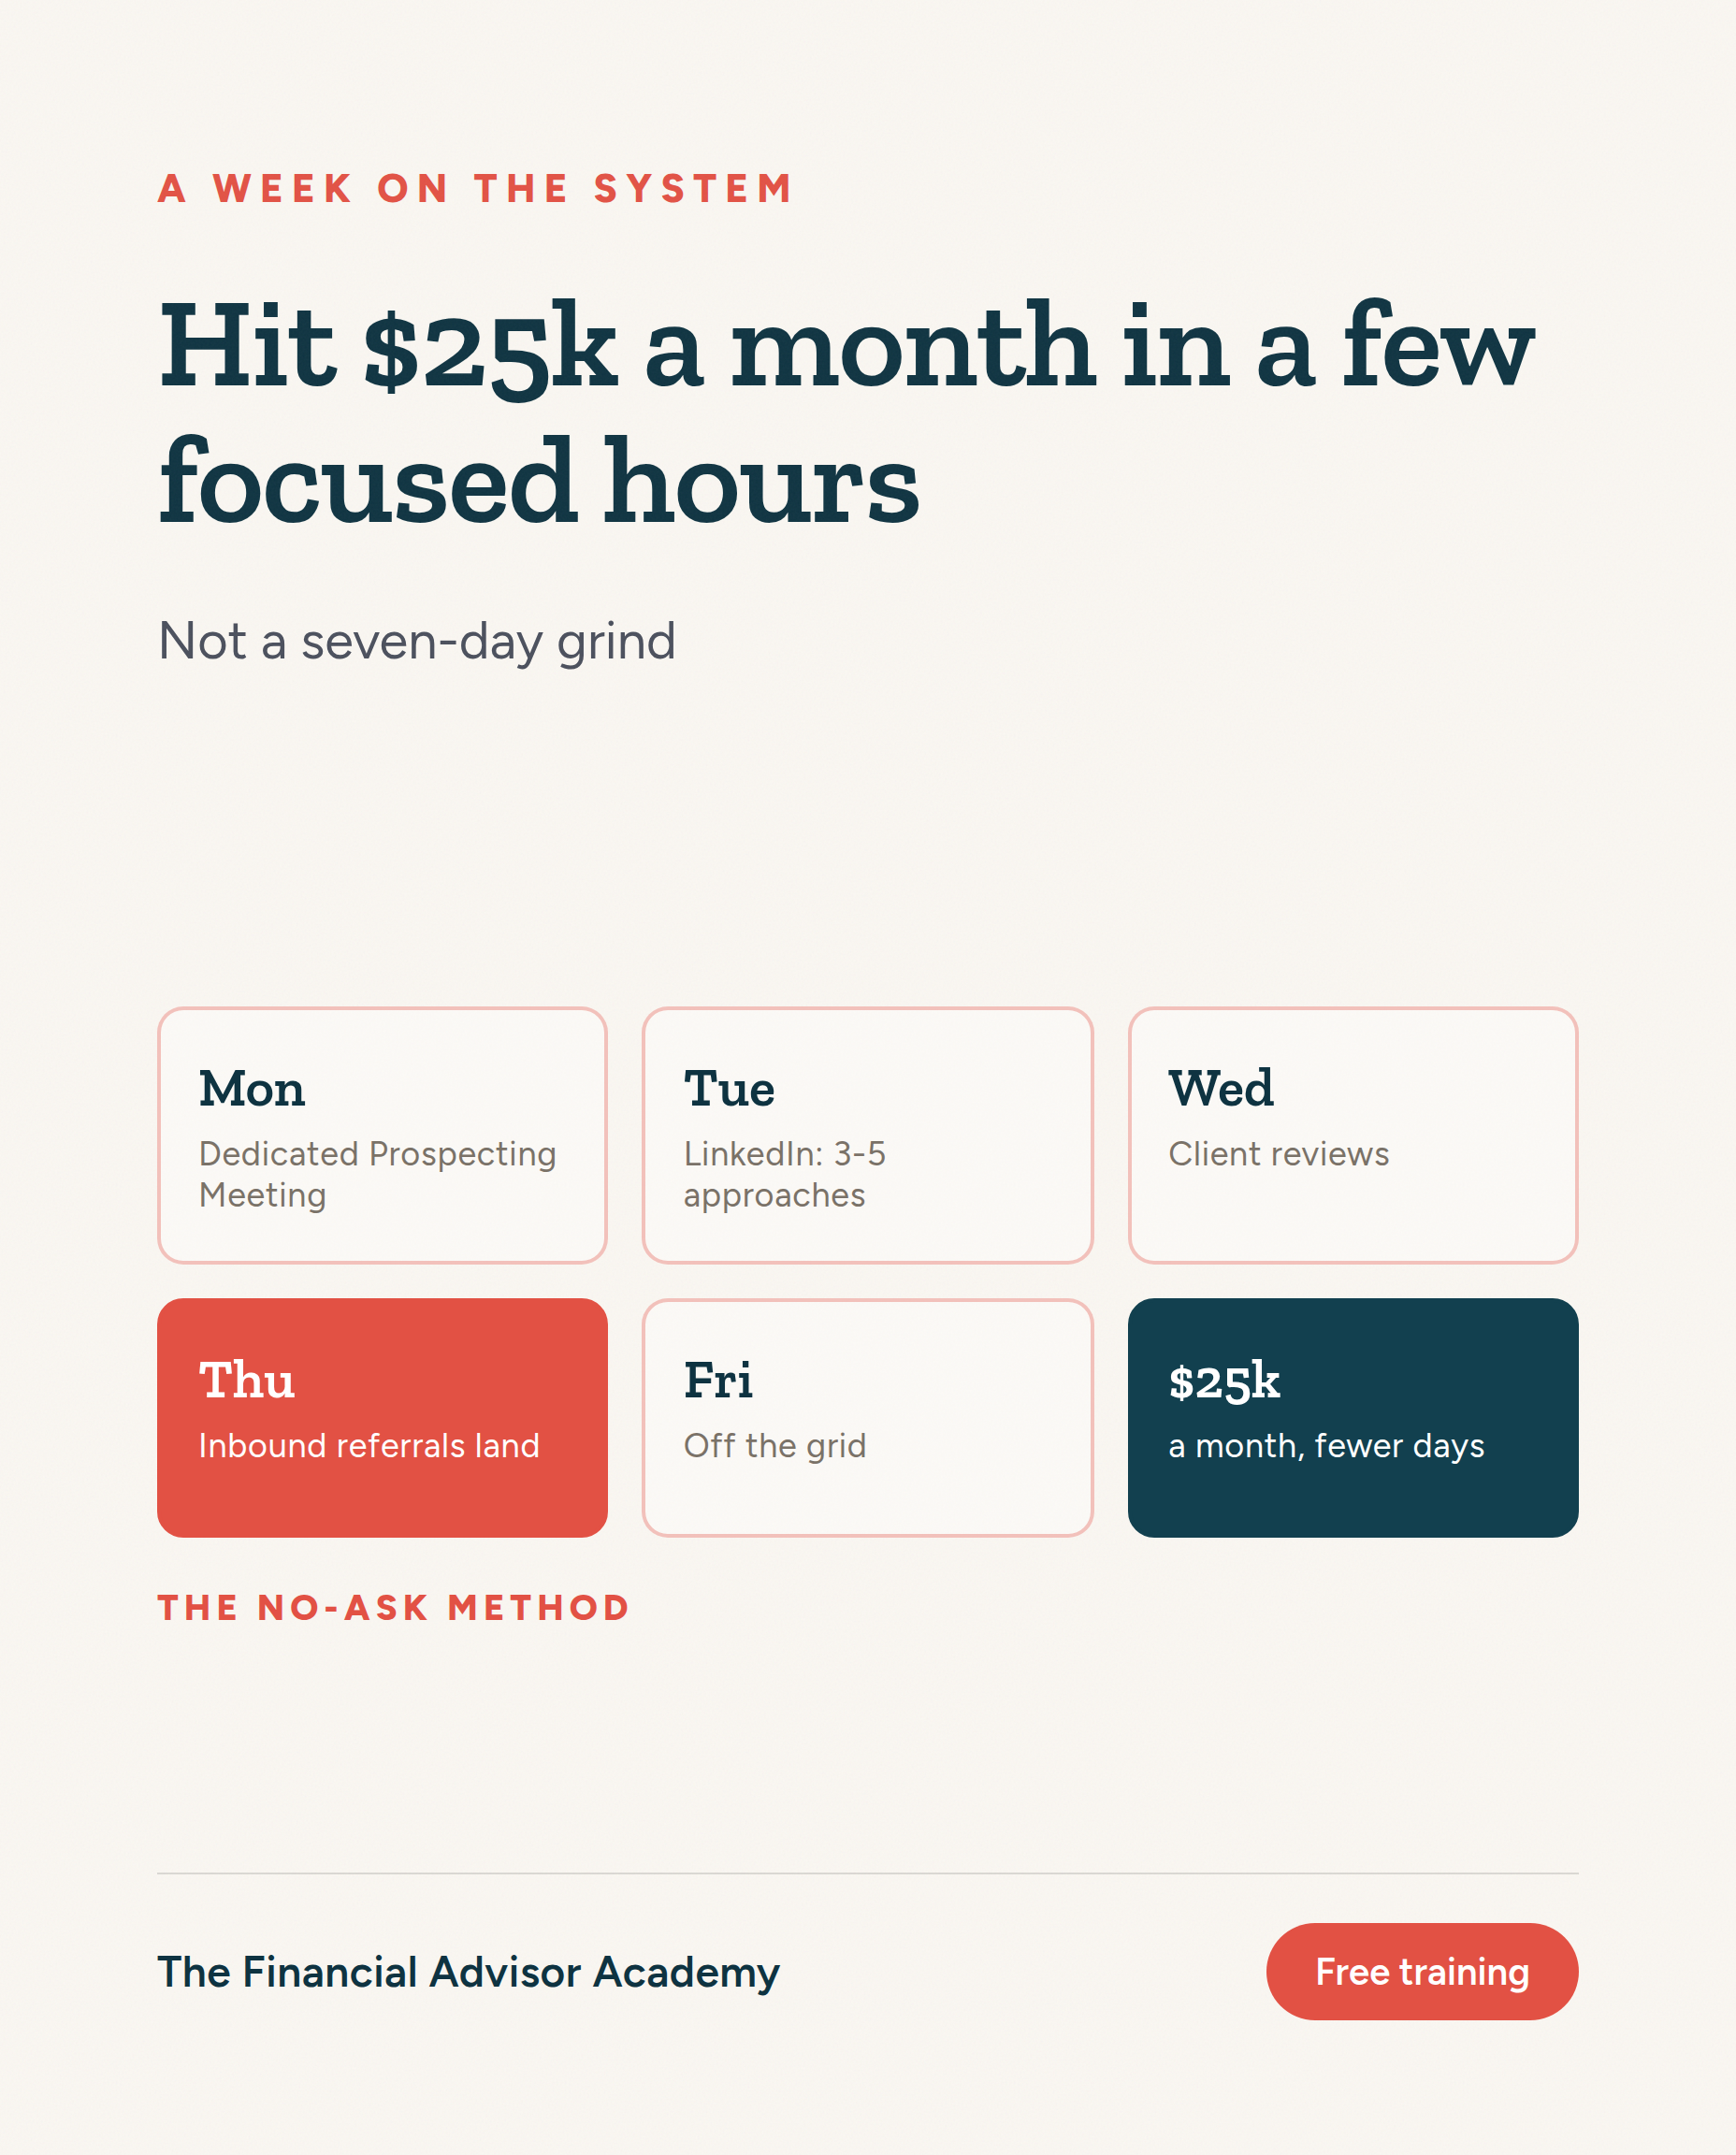 A WEEK ON THE SYSTEM
Hit $25k a month in a few
focused hours
Not a seven-day grind
Mon
Dedicated Prospecting
Meeting
Tue
LinkedIn: 3-5
approaches
Wed
Client reviews
Thu
Inbound referrals land
Fri
Off the grid
$25k
a month, fewer days
THE NO-ASK METHOD
The Financial Advisor Academy
Free training